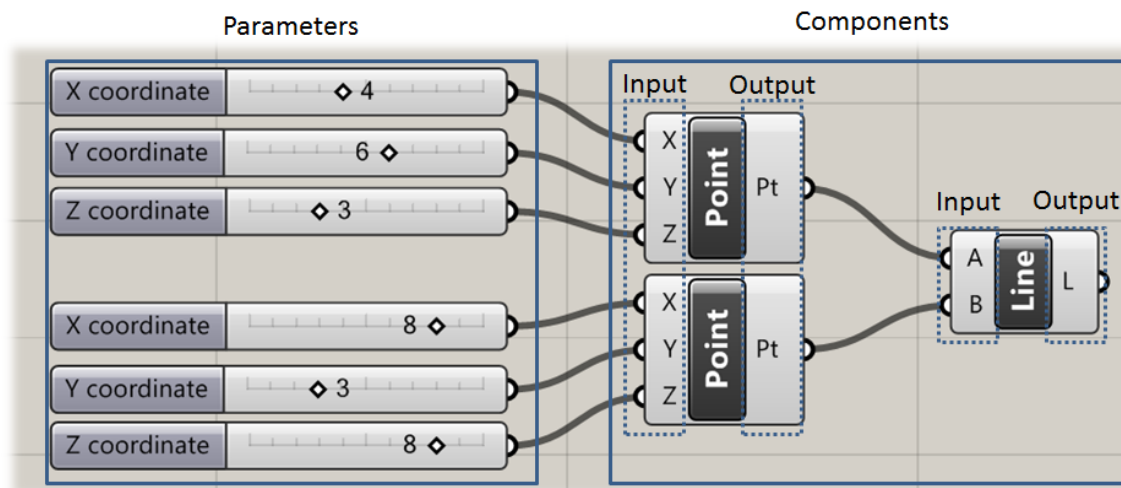 Parameters
Components
X coordinate 4
Y coordinate 6
Z coordinate 3
X coordinate 8
Y coordinate 3
Z coordinate 8
Input Output
X
Y
Z
Point
Pt
X
Y
Z
Point
Pt
Input Output
A
B
Line
L